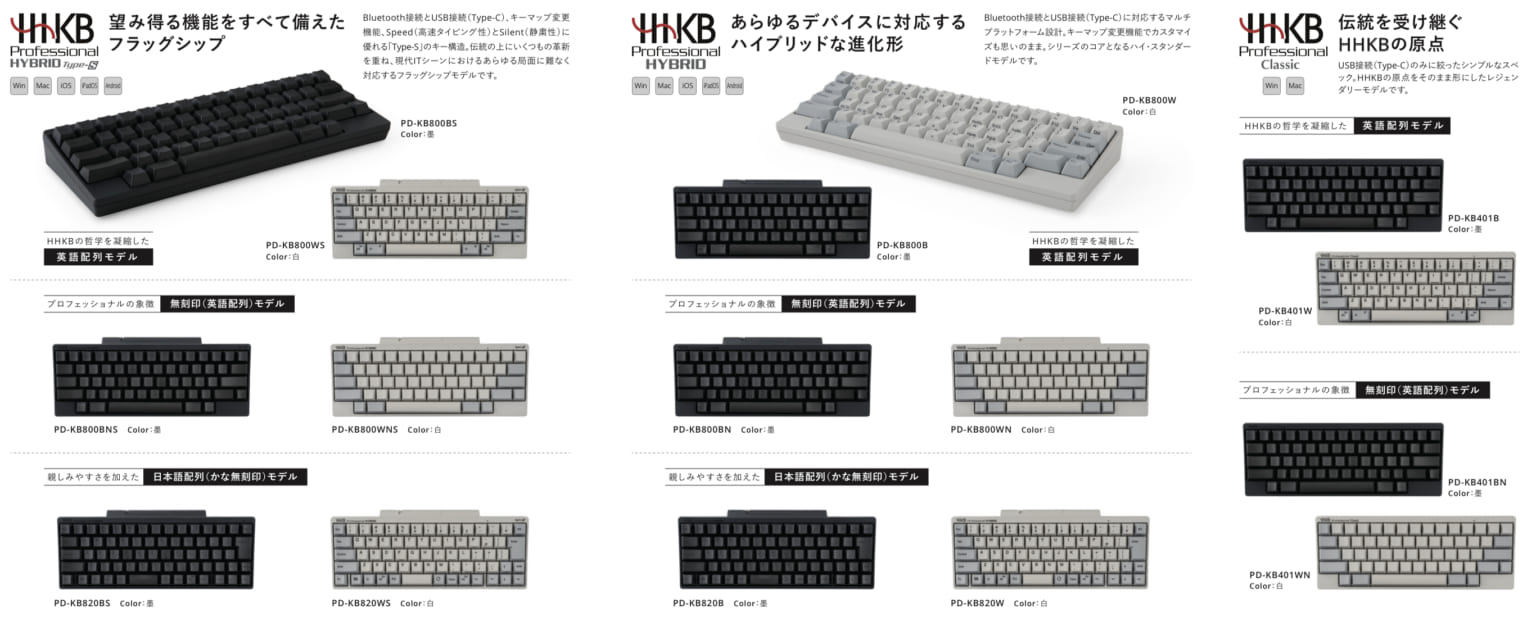 HHKB
Professional
HYBRID Type-S
Win Mac iOS iPadOS Android
望み得る機能をすべて備えた
フラッグシップ
Bluetooth接続とUSB接続（Type-C）、キーマップ変更
機能、Speed（高速タイピング性）とSilent（静粛性）に
優れる「Type-S」のキー構造。伝統の上にいくつもの革新
を重ね、現代ITシーンにおけるあらゆる局面に難なく
対応するフラッグシップモデルです。
PD-KB800BS
Color：墨
PD-KB800WS
Color：白
HHKBの哲学を凝縮した
英語配列モデル
プロフェッショナルの象徴 無刻印（英語配列）モデル
PD-KB800BNS Color：墨
PD-KB800WNS Color：白
親しみやすさを加えた 日本語配列（かな無刻印）モデル
PD-KB820BS Color：墨
PD-KB820WS Color：白
HHKB
Professional
HYBRID
Win Mac iOS iPadOS Android
あらゆるデバイスに対応する
ハイブリッドな進化形
Bluetooth接続とUSB接続（Type-C）に対応するマルチ
プラットフォーム設計。キーマップ変更機能でカスタマイ
ズも思いのまま。シリーズのコアとなるハイ・スタンダー
ドモデルです。
PD-KB800W
Color：白
PD-KB800B
Color：墨
HHKBの哲学を凝縮した
英語配列モデル
プロフェッショナルの象徴 無刻印（英語配列）モデル
PD-KB800BN Color：墨
PD-KB800WN Color：白
親しみやすさを加えた 日本語配列（かな無刻印）モデル
PD-KB820B Color：墨
PD-KB820W Color：白
HHKB
Professional
Classic
Win Mac
伝統を受け継ぐ
HHKBの原点
USB接続（Type-C）のみに絞ったシンプルなスペ
ック。HHKBの原点をそのまま形にしたレジェン
ダリーモデルです。
HHKBの哲学を凝縮した 英語配列モデル
PD-KB401B
Color：墨
PD-KB401W
Color：白
プロフェッショナルの象徴 無刻印（英語配列）モデル
PD-KB401BN
Color：墨
PD-KB401WN
Color：白